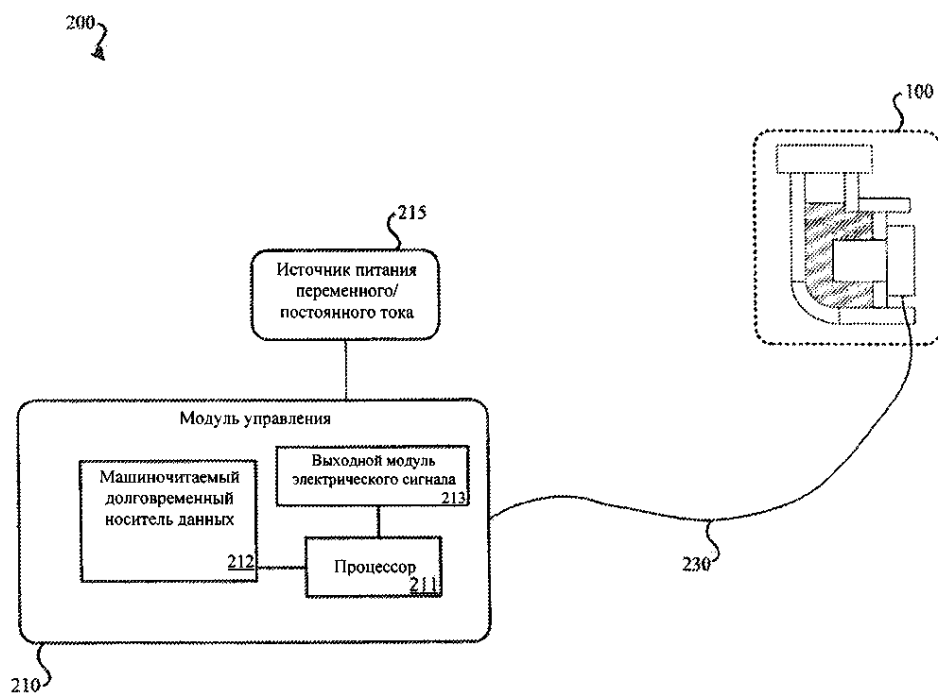 200
100
215
Источник питания
переменного/
постоянного тока
Модуль управления
Машиночитаемый
долговременный
носитель данных
212
Выходной модуль
электрического сигнала
213
Процессор
211
230
210